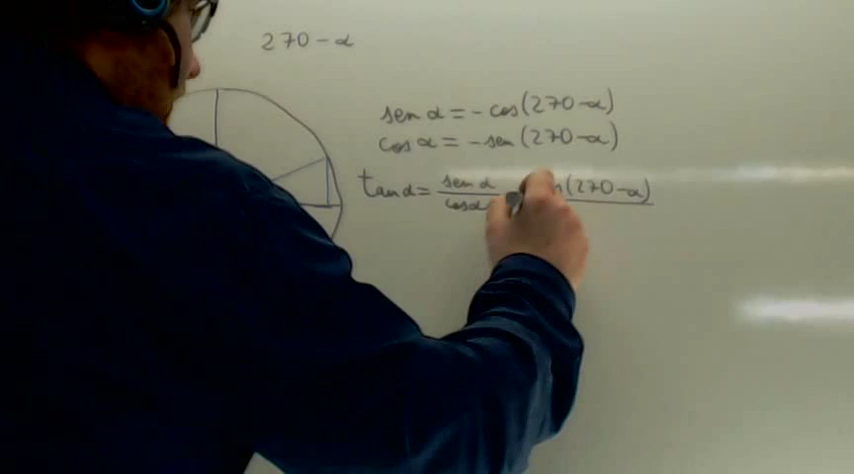 270-α
sen α = - cos(270-α)
cos α = - sen (270-α)
tan α = sen α
cos α
(270-α)